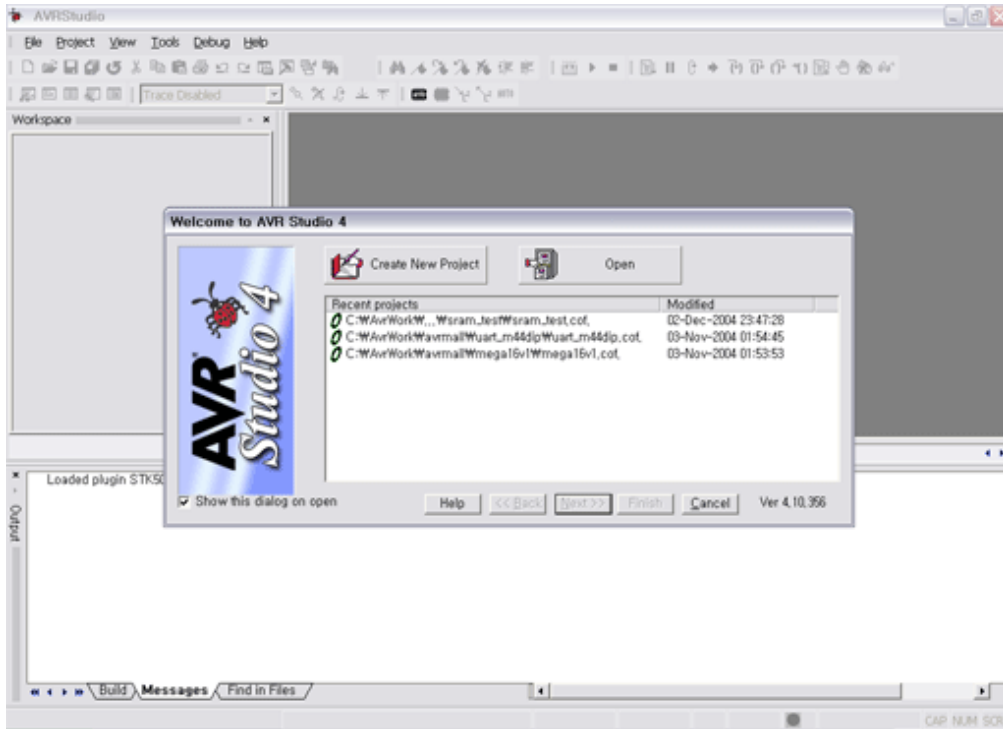 AVRStudio
File Project View Tools Debug Help
Trace Disabled
Workspace
Welcome to AVR Studio 4
Create New Project Open
Recent projects Modified
C:₩AvrWork₩,,,₩sram_test₩sram_test,cof, 02-Dec-2004 23:47:28
C:₩AvrWork₩avrmall₩uart_m44dip₩uart_m44dip,cof, 03-Nov-2004 01:54:45
C:₩AvrWork₩avrmall₩mega16v1₩mega16v1,cof, 03-Nov-2004 01:53:53
AVR
Studio 4
Show this dialog on open
Help << Back Next >> Finish Cancel Ver 4,10,356
Loaded plugin STK50
Output
Build Messages Find in Files
CAP NUM SCR